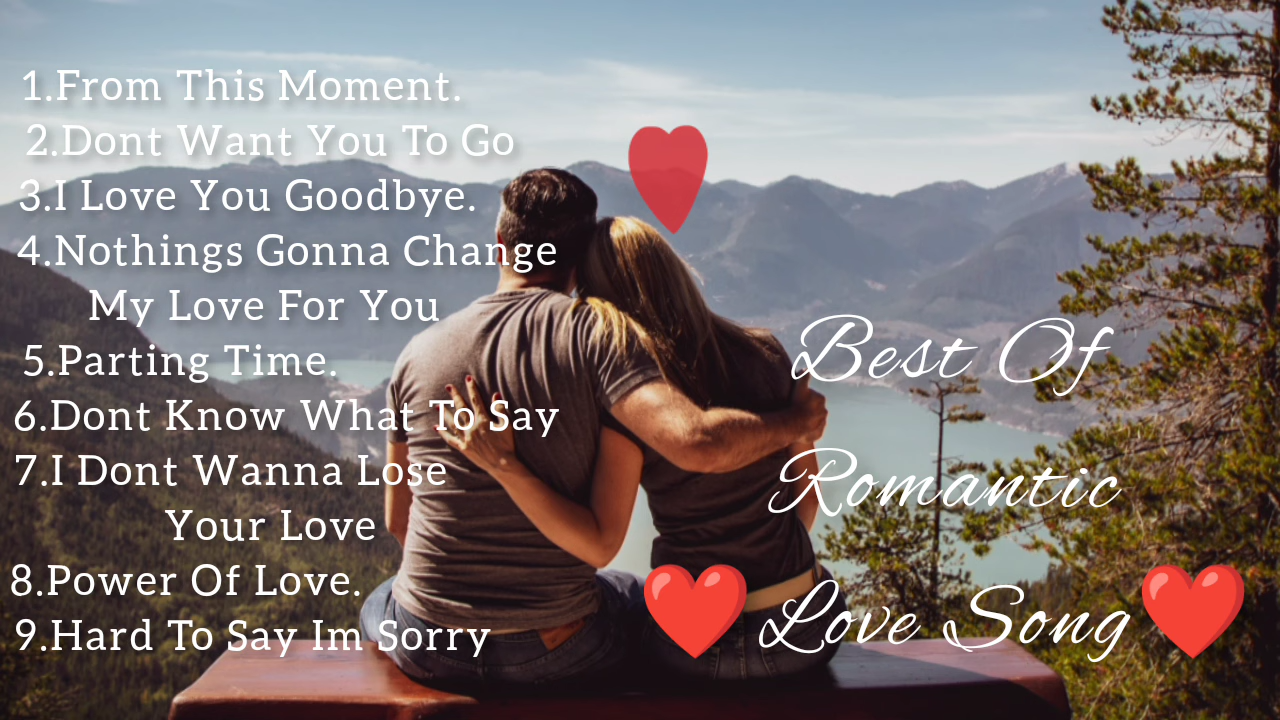 1.From This Moment.
2.Dont Want You To Go
3.I Love You Goodbye.
4.Nothings Gonna Change
My Love For You
5.Parting Time.
6.Dont Know What To Say
7.I Dont Wanna Lose
Your Love
8.Power Of Love.
9.Hard To Say Im Sorry
Best Of
Romantic
Love Song